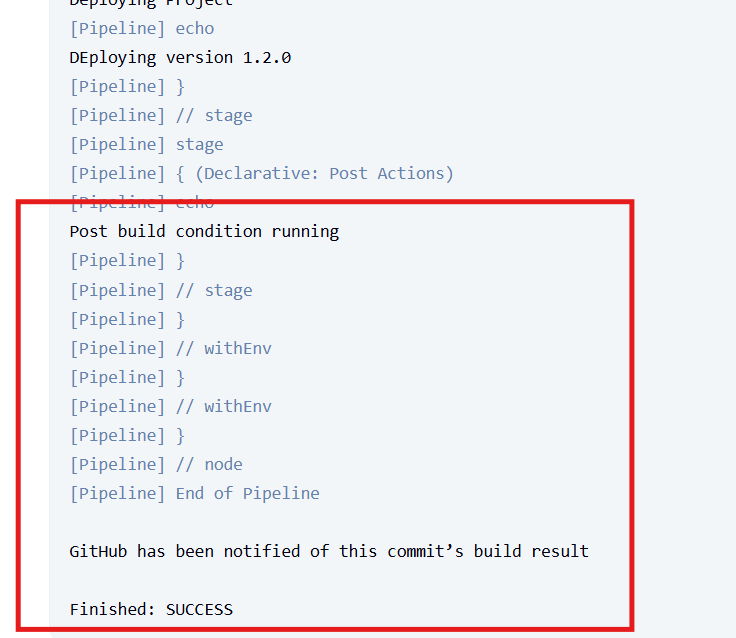 Deploying Project
[Pipeline] echo
DEploying version 1.2.0
[Pipeline] }
[Pipeline] // stage
[Pipeline] stage
[Pipeline] { (Declarative: Post Actions)
[Pipeline] echo
Post build condition running
[Pipeline] }
[Pipeline] // stage
[Pipeline] }
[Pipeline] // withEnv
[Pipeline] }
[Pipeline] // withEnv
[Pipeline] }
[Pipeline] // node
[Pipeline] End of Pipeline
GitHub has been notified of this commit’s build result
Finished: SUCCESS